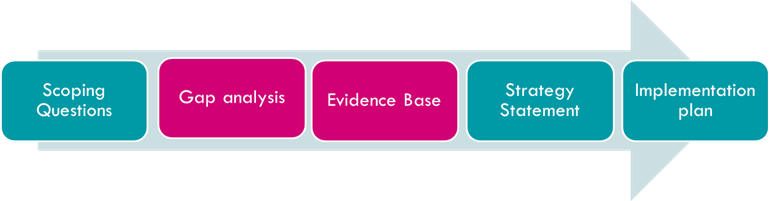 Scoping
Questions
Gap analysis
Evidence Base
Strategy
Statement
Implementation
plan